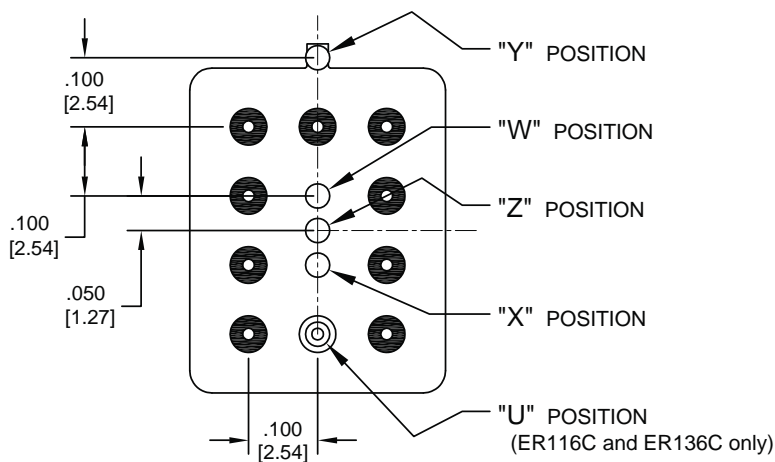 "Y" POSITION
.100
[2.54]
"W" POSITION
"Z" POSITION
.100
[2.54]
.050
[1.27]
"X" POSITION
"U" POSITION
(ER116C and ER136C only)
.100
[2.54]